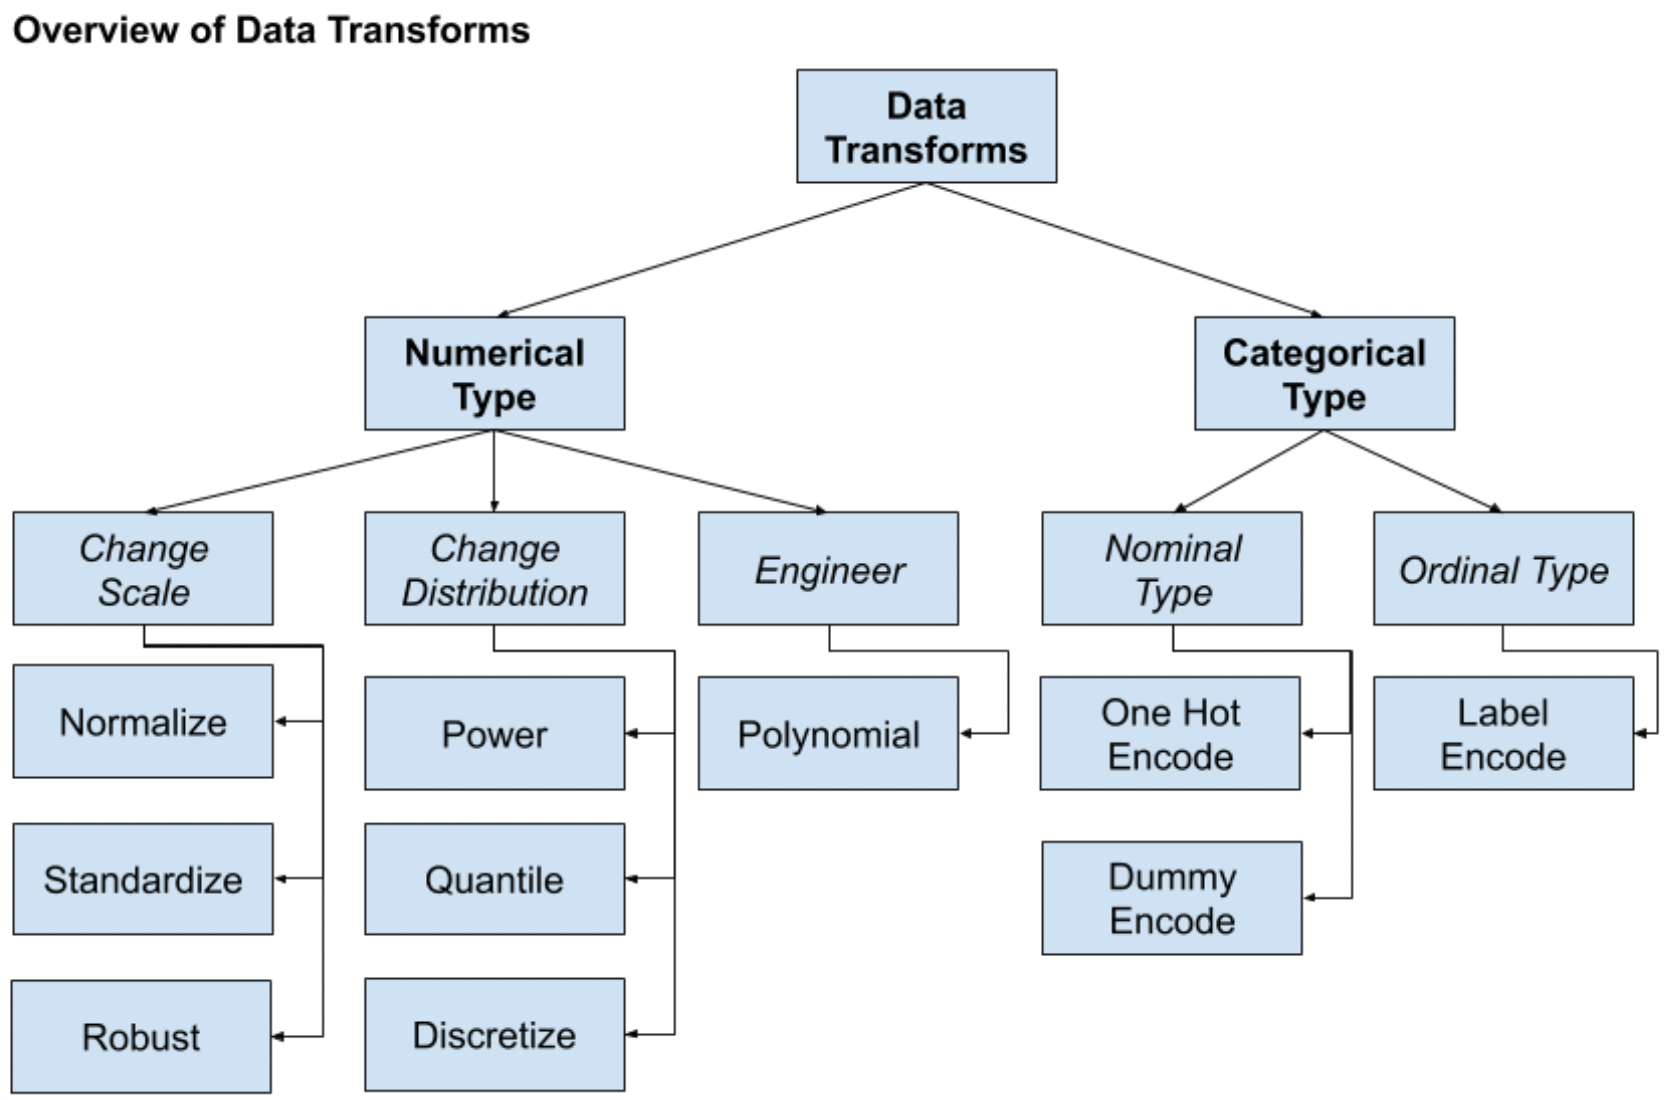 Overview of Data Transforms
Data
Transforms
Numerical
Type
Categorical
Type
Change
Scale
Change
Distribution
Engineer
Nominal
Type
Ordinal Type
Normalize
Power
Polynomial
One Hot
Encode
Label
Encode
Standardize
Quantile
Dummy
Encode
Robust
Discretize